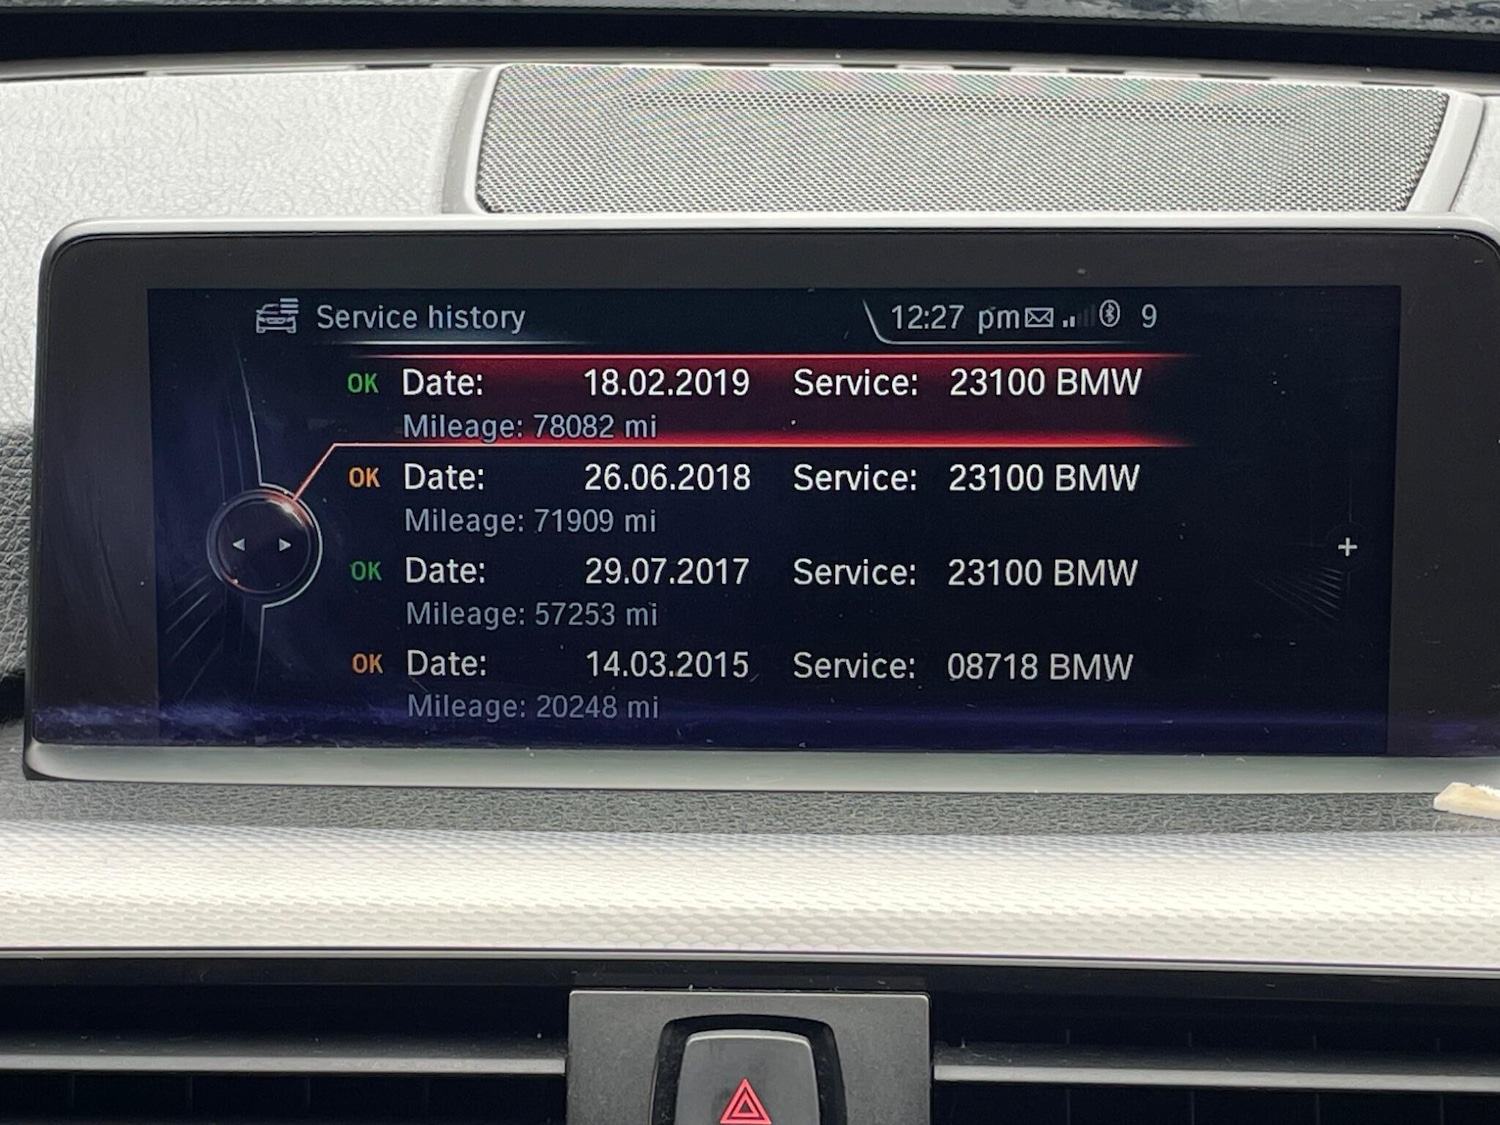 Service history 12:27 pm 9
OK Date: 18.02.2019 Service: 23100 BMW
Mileage: 78082 mi
OK Date: 26.06.2018 Service: 23100 BMW
Mileage: 71909 mi
OK Date: 29.07.2017 Service: 23100 BMW
Mileage: 57253 mi
OK Date: 14.03.2015 Service: 08718 BMW
Mileage: 20248 mi